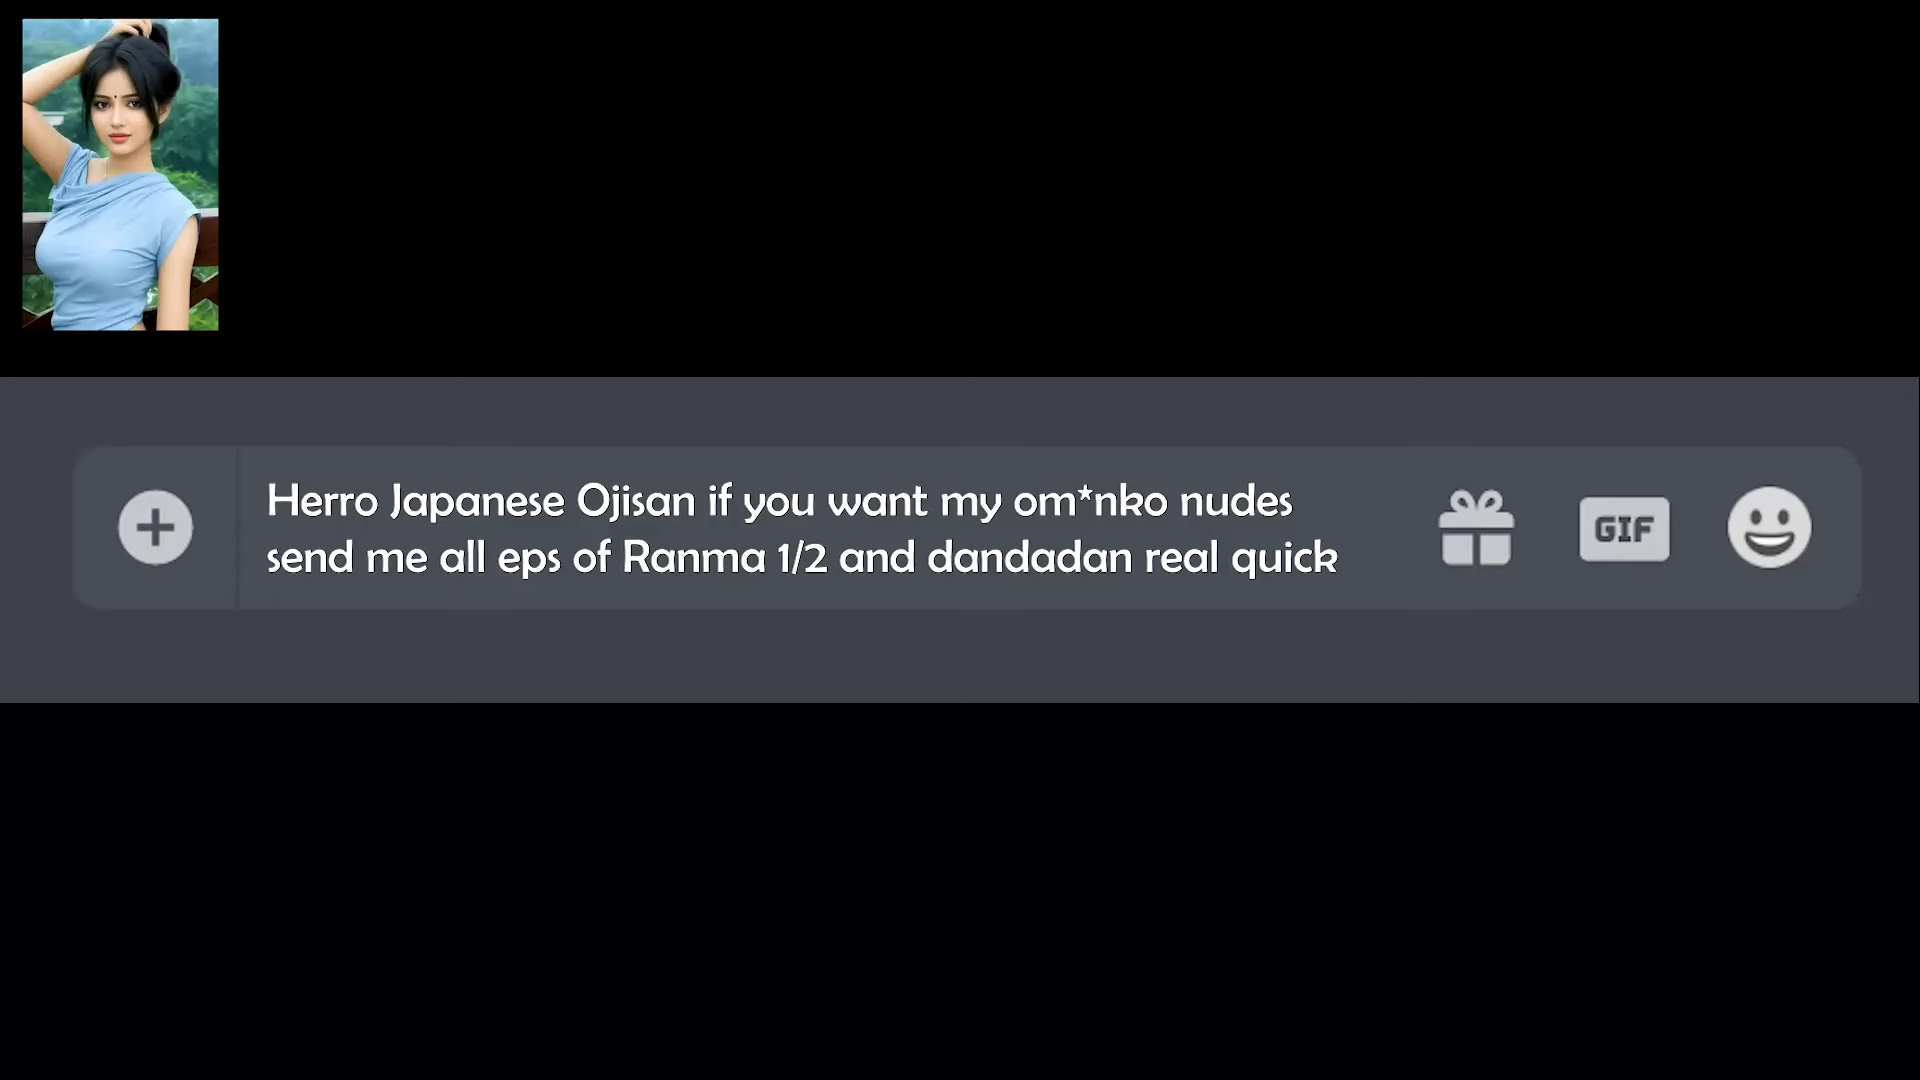 Herro Japanese Ojisan if you want my om*nko nudes
send me all eps of Ranma 1/2 and dandadan real quick
GIF